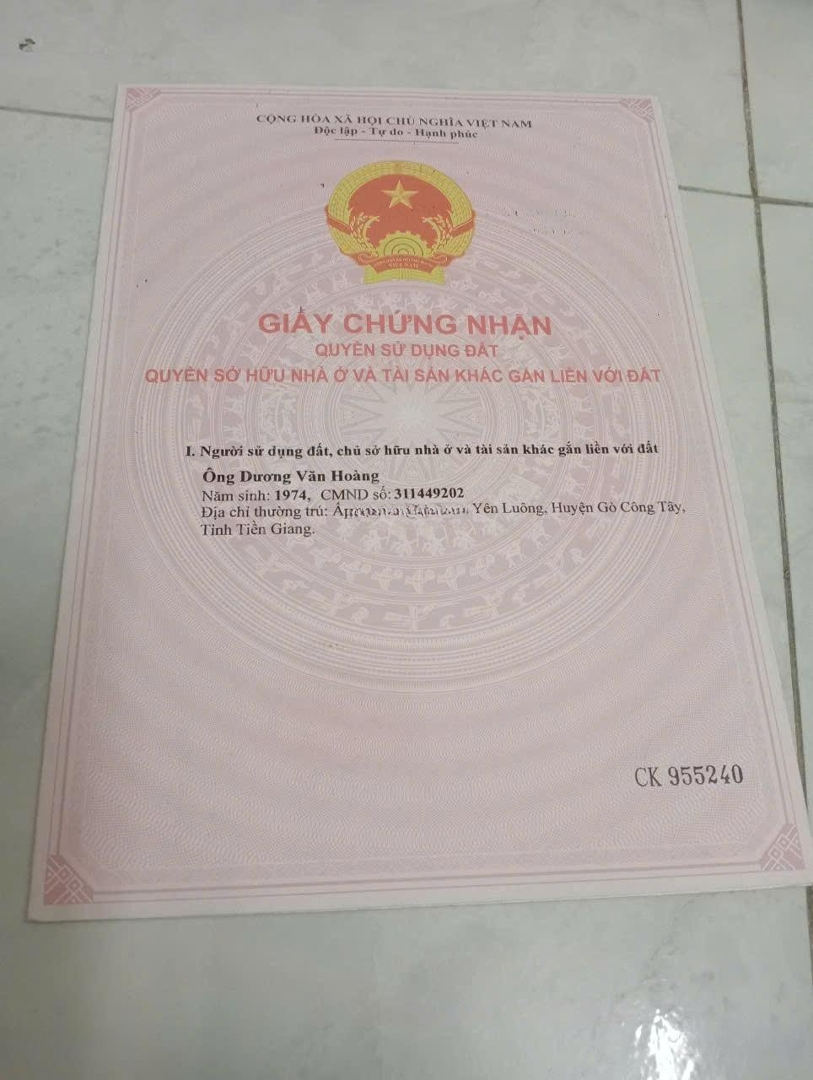 CỘNG HÒA XÃ HỘI CHỦ NGHĨA VIỆT NAM
Độc lập - Tự do - Hạnh phúc
GIẤY CHỨNG NHẬN
QUYỀN SỬ DỤNG ĐẤT
QUYỀN SỞ HỮU NHÀ Ở VÀ TÀI SẢN KHÁC GẮN LIỀN VỚI ĐẤT
I. Người sử dụng đất, chủ sở hữu nhà ở và tài sản khác gắn liền với đất
Ông Dương Văn Hoàng
Năm sinh: 1974, CMND số: 311449202
Địa chỉ thường trú: Yên Luông, Huyện Gò Công Tây,
Tỉnh Tiền Giang.
CK 955240